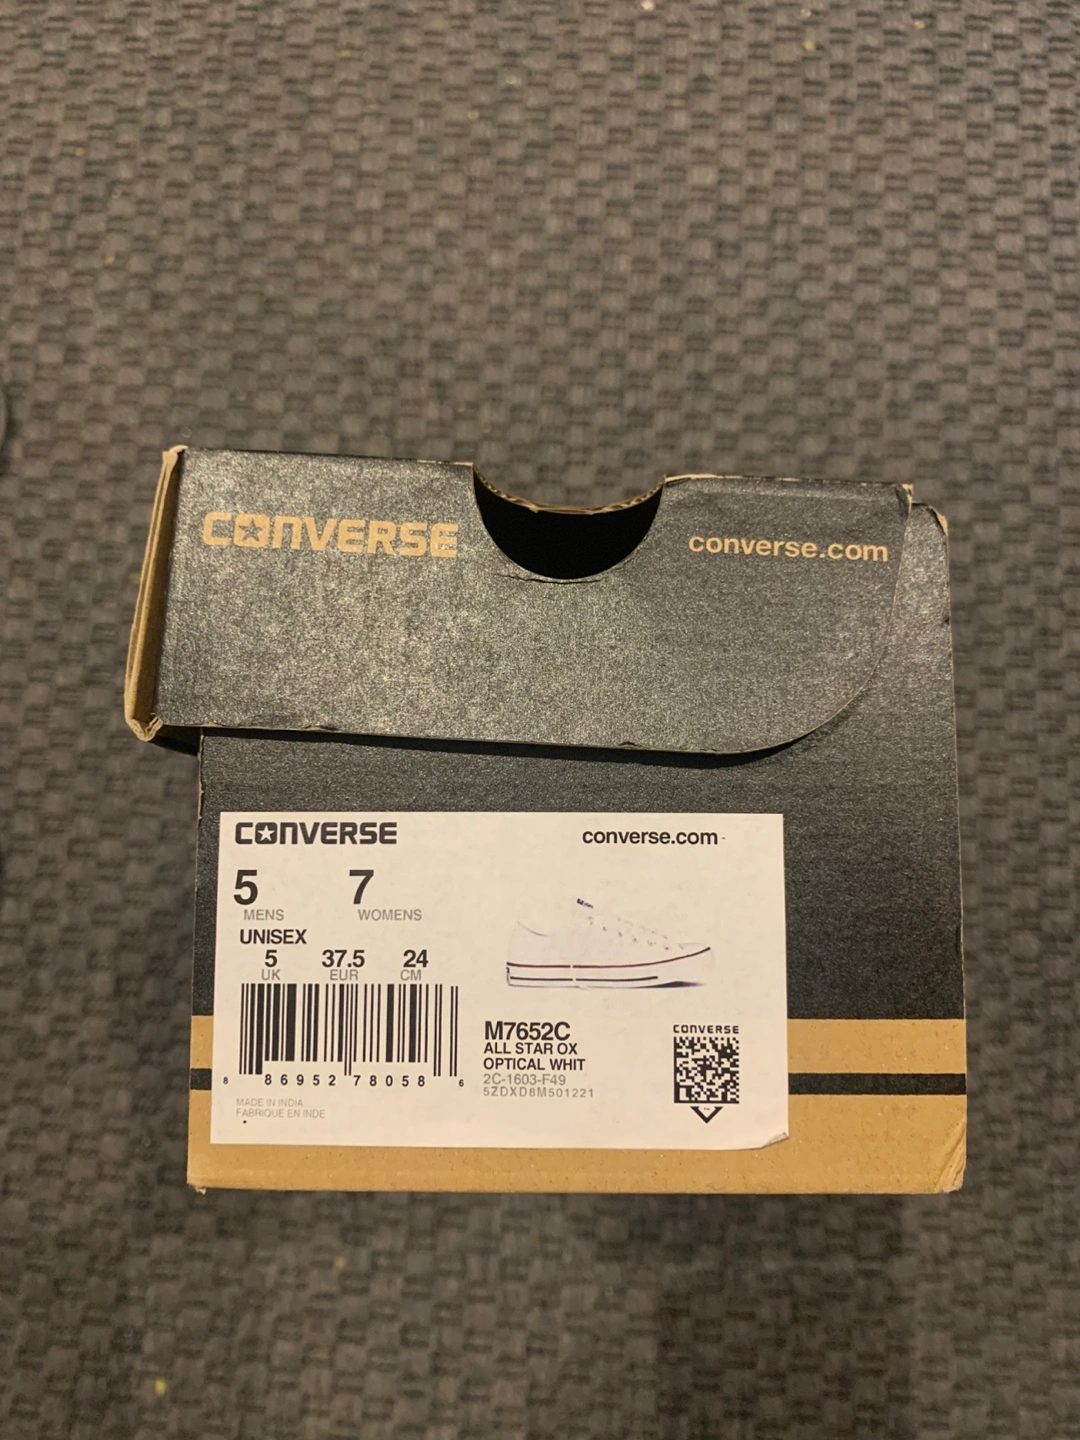 CONVERSE converse.com
CONVERSE converse.com
5 7
MENS WOMENS
UNISEX
5 37.5 24
UK EUR CM
8 86952 78058 6
MADE IN INDIA
FABRIQUE EN INDE
M7652C
ALL STAR OX
OPTICAL WHIT
2C-1603-F49
5ZDXD8M501221
CONVERSE